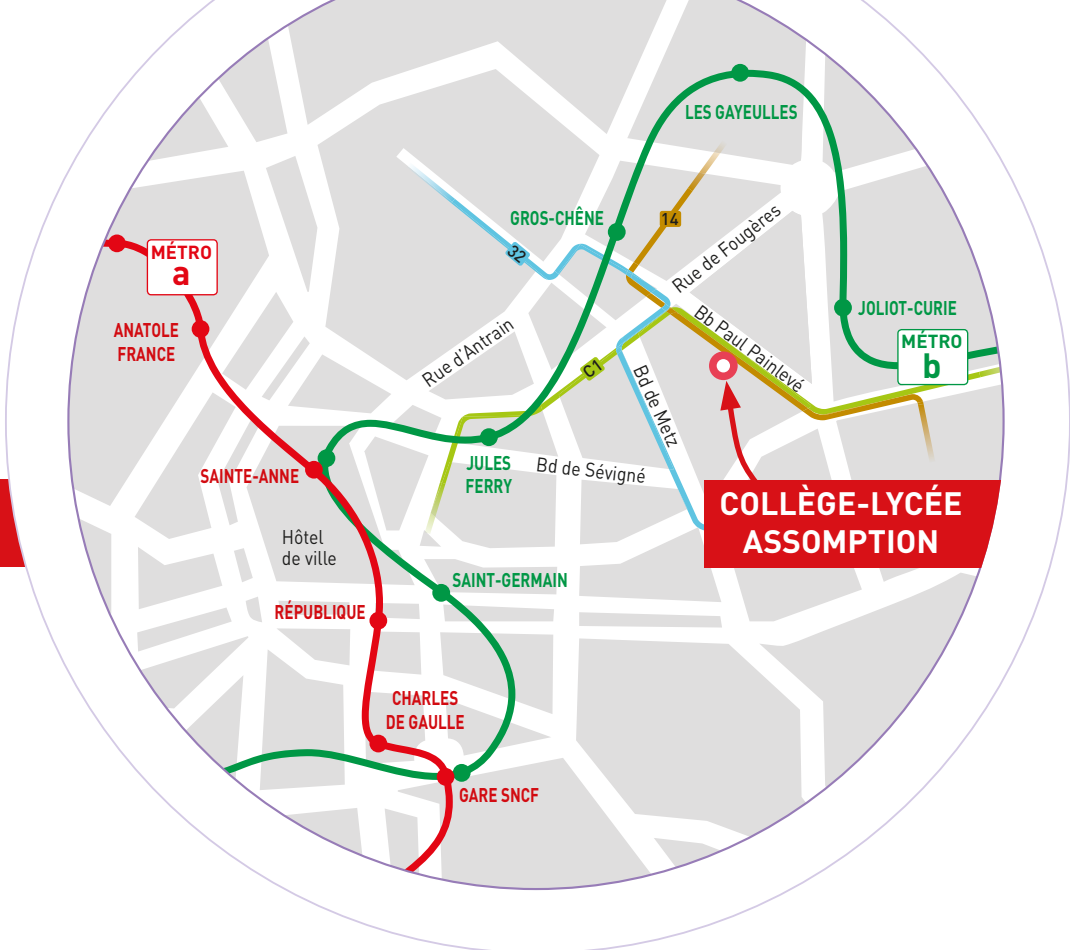 LES GAYEULLES
GROS-CHÊNE
14
32
Rue de Fougères
MÉTRO
a
ANATOLE
FRANCE
Rue d'Antrain
C1
Bb Paul Painlevé
JOLIOT-CURIE
MÉTRO
b
Bd de Metz
SAINTE-ANNE
JULES
FERRY
Bd de Sévigné
COLLÈGE-LYCÉE
ASSOMPTION
Hôtel
de ville
SAINT-GERMAIN
RÉPUBLIQUE
CHARLES
DE GAULLE
GARE SNCF